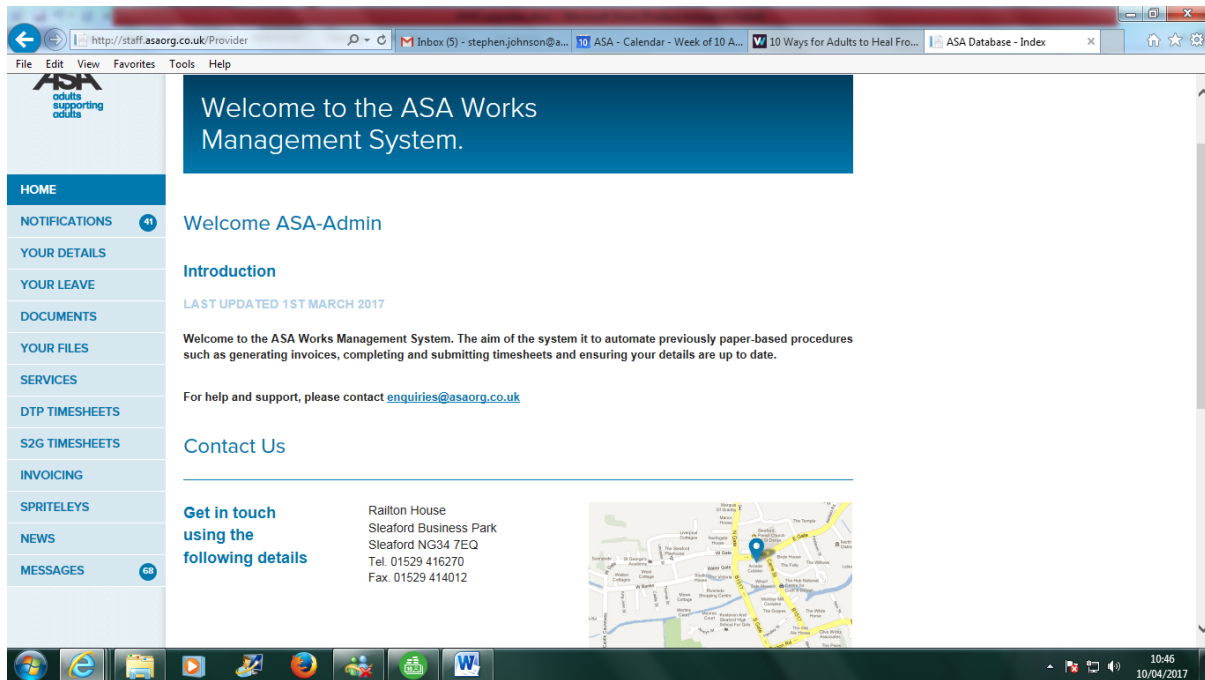 http://staff.asaorg.co.uk/Provider
Inbox (5) - stephen.johnson@a...
ASA - Calendar - Week of 10 A...
10 Ways for Adults to Heal Fro...
ASA Database - Index
File Edit View Favorites Tools Help
ASA
adults
supporting
adults
Welcome to the ASA Works
Management System.
HOME
NOTIFICATIONS 41
YOUR DETAILS
YOUR LEAVE
DOCUMENTS
YOUR FILES
SERVICES
DTP TIMESHEETS
S2G TIMESHEETS
INVOICING
SPRITELEYS
NEWS
MESSAGES 68
Welcome ASA-Admin
Introduction
LAST UPDATED 1ST MARCH 2017
Welcome to the ASA Works Management System. The aim of the system it to automate previously paper-based procedures
such as generating invoices, completing and submitting timesheets and ensuring your details are up to date.
For help and support, please contact enquiries@asaorg.co.uk
Contact Us
Get in touch
using the
following details
Railton House
Sleaford Business Park
Sleaford NG34 7EQ
Tel. 01529 416270
Fax. 01529 414012
10:46
10/04/2017